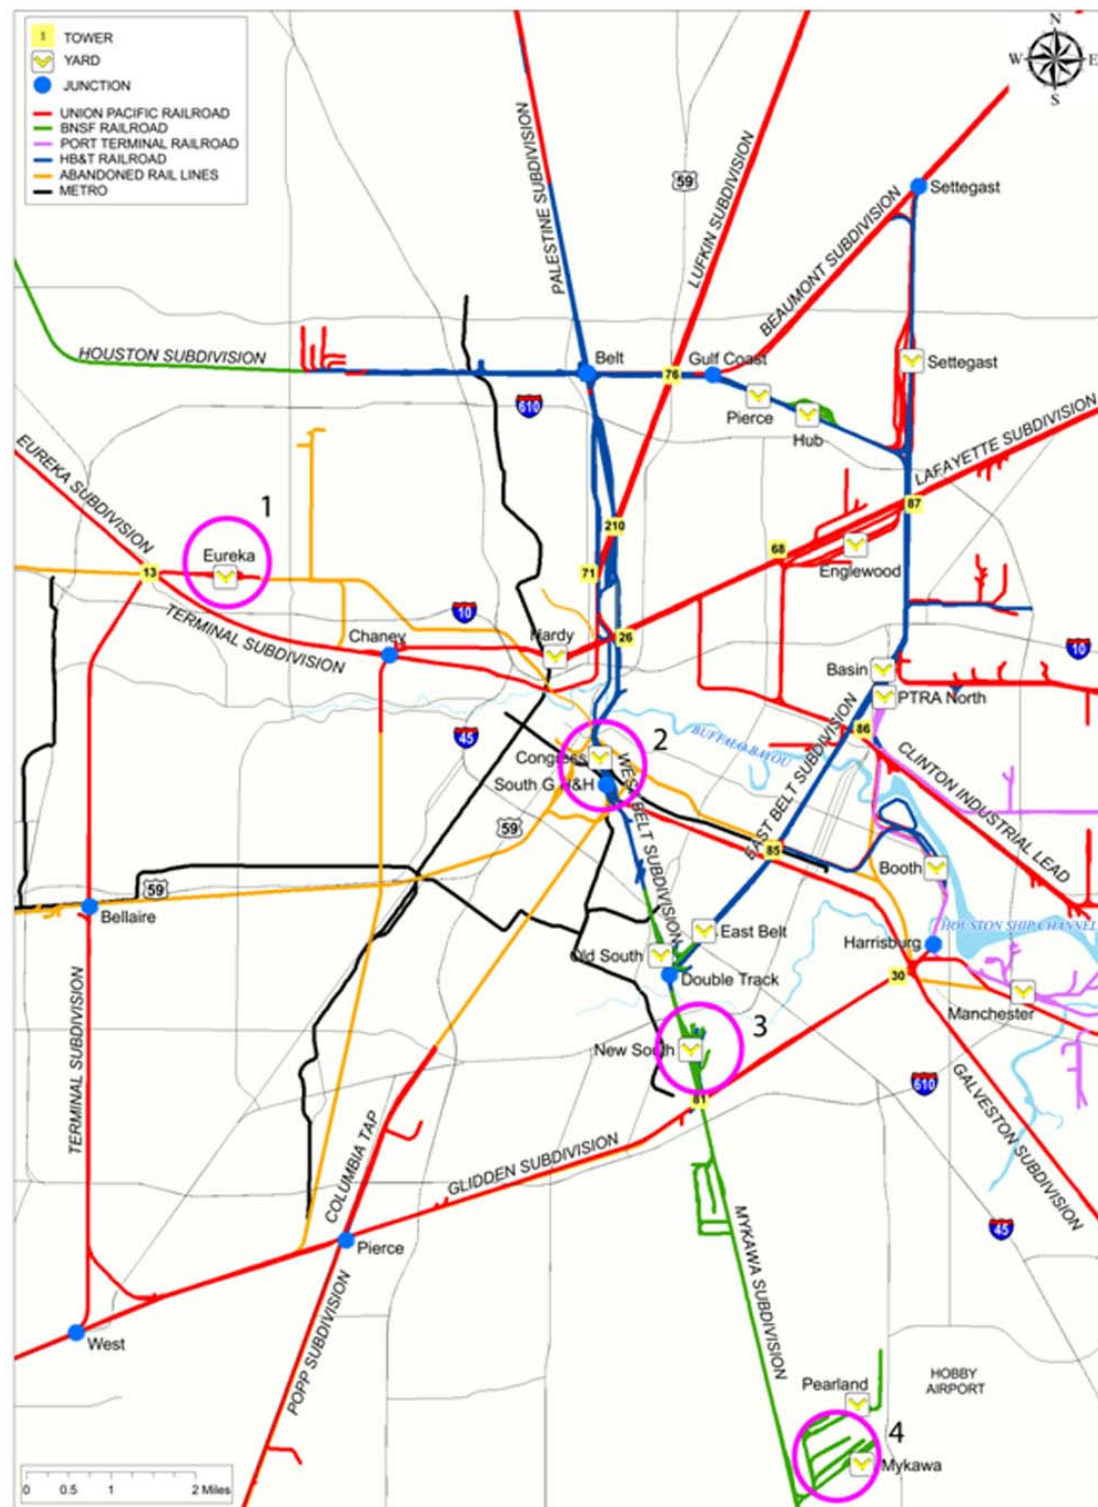 N
W E
S
1 TOWER
YARD
JUNCTION
UNION PACIFIC RAILROAD
BNSF RAILROAD
PORT TERMINAL RAILROAD
HB&T RAILROAD
ABANDONED RAIL LINES
METRO
PALESTINE SUBDIVISION
59
LUFKIN SUBDIVISION
BEAUMONT SUBDIVISION
Settegast
HOUSTON SUBDIVISION
Belt
76
Gulf Coast
Settegast
610
Pierce
Hub
LAFAYETTE SUBDIVISION
EUREKA SUBDIVISION
1
87
210
68
Eureka
13
71
Englewood
10
TERMINAL SUBDIVISION
Chaney
Hardy
26
10
Basin
PTRA North
45
2
86
BUFFALO BAYOU
Congress
South G H&H
WEST BELT SUBDIVISION
EAST BELT SUBDIVISION
CLINTON INDUSTRIAL LEAD
59
85
Booth
59
Bellaire
East Belt
HOUSTON SHIP CHANNEL
Harrisburg
Old South
Double Track
30
Manchester
TERMINAL SUBDIVISION
3
New South
610
81
GALVESTON SUBDIVISION
COLUMBIA TAP
GLIDDEN SUBDIVISION
MYKAWA SUBDIVISION
45
Pierce
West
POPP SUBDIVISION
HOBBY
AIRPORT
Pearland
4
Mykawa
0 0.5 1 2 Miles